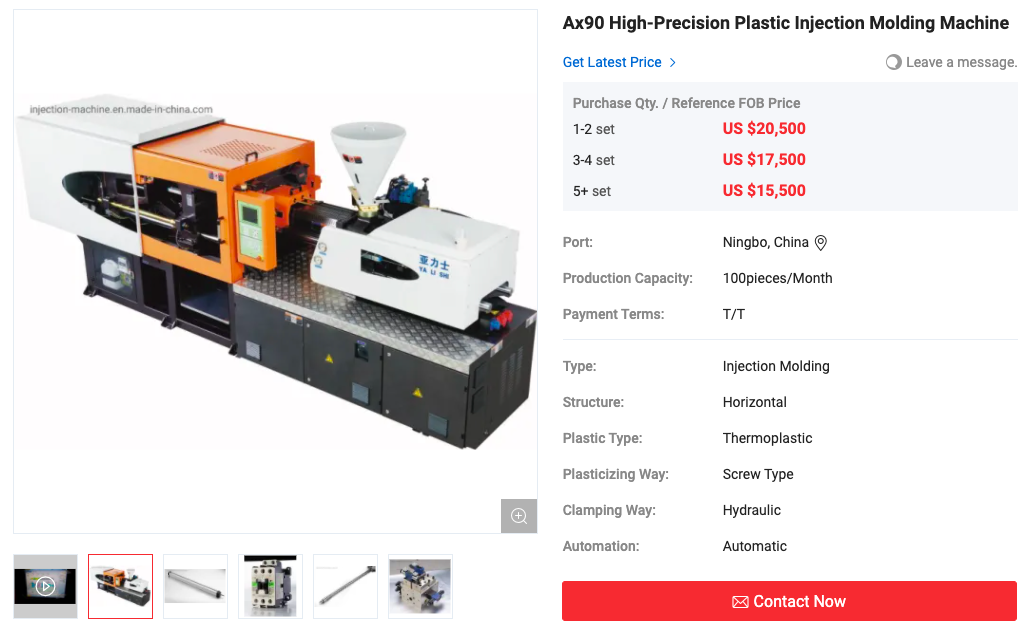 Ax90 High-Precision Plastic Injection Molding Machine
Get Latest Price >
Leave a message.
injection-machine.en.made-in-china.com
亚力士
YA LI SHI
Purchase Qty. / Reference FOB Price
1-2 set US $20,500
3-4 set US $17,500
5+ set US $15,500
Port: Ningbo, China
Production Capacity: 100pieces/Month
Payment Terms: T/T
Type: Injection Molding
Structure: Horizontal
Plastic Type: Thermoplastic
Plasticizing Way: Screw Type
Clamping Way: Hydraulic
Automation: Automatic
Contact Now